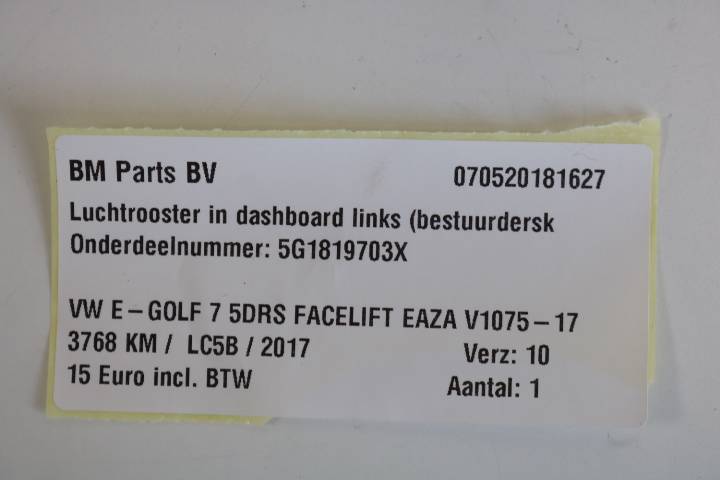 BM Parts BV 070520181627
Luchtrooster in dashboard links (bestuurdersk
Onderdeelnummer: 5G1819703X
VW E-GOLF 7 5DRS FACELIFT EAZA V1075-17
3768 KM / LC5B / 2017 Verz: 10
15 Euro incl. BTW Aantal: 1